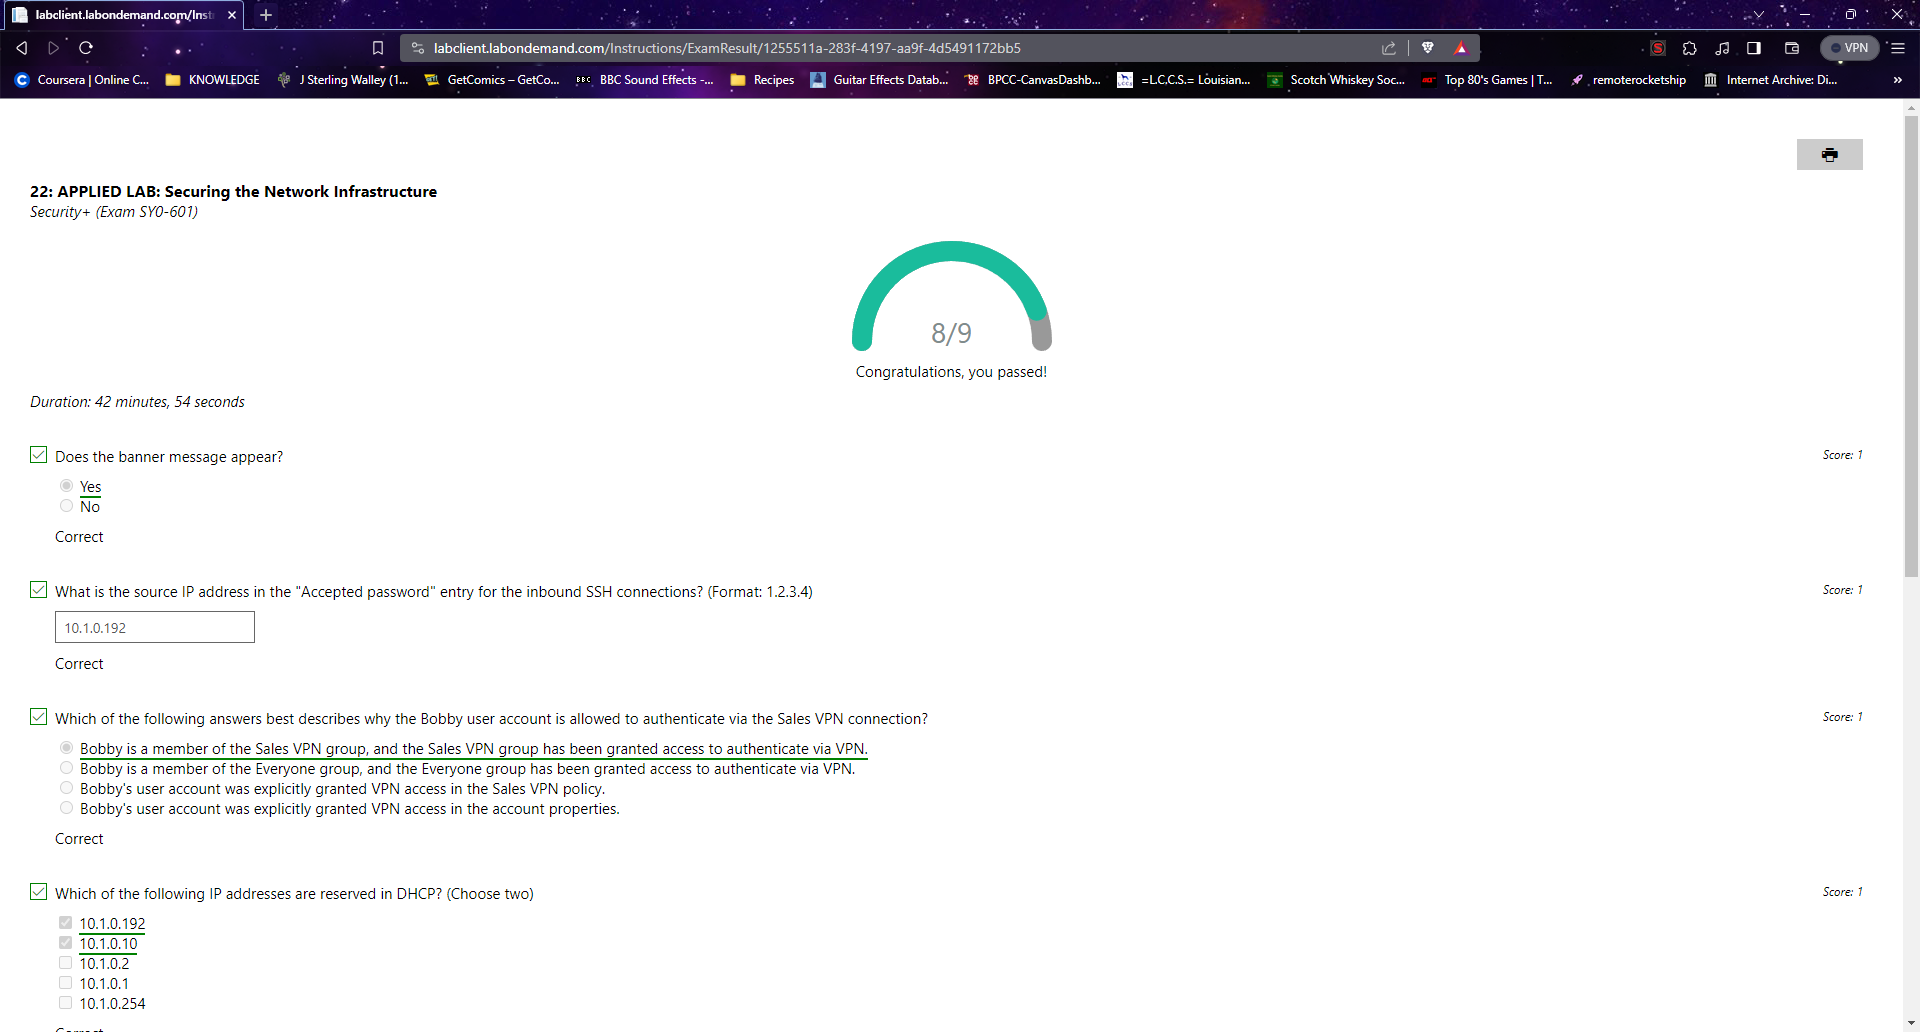 labclient.labondemand.com/Inst
labclient.labondemand.com/Instructions/ExamResult/1255511a-283f-4197-aa9f-4d5491172bb5
VPN
Coursera | Online C...
KNOWLEDGE
J Sterling Walley (1...
GetComics – GetCo...
BBC
BBC Sound Effects -...
Recipes
Guitar Effects Datab...
BPCC-CanvasDashb...
=L.C,C.S.= Louisian...
Scotch Whiskey Soc...
Top 80's Games | T...
remoterocketship
Internet Archive: Di...
»
22: APPLIED LAB: Securing the Network Infrastructure
Security+ (Exam SY0-601)
8/9
Congratulations, you passed!
Duration: 42 minutes, 54 seconds
Does the banner message appear?
Score: 1
Yes
No
Correct
What is the source IP address in the "Accepted password" entry for the inbound SSH connections? (Format: 1.2.3.4)
Score: 1
10.1.0.192
Correct
Which of the following answers best describes why the Bobby user account is allowed to authenticate via the Sales VPN connection?
Score: 1
Bobby is a member of the Sales VPN group, and the Sales VPN group has been granted access to authenticate via VPN.
Bobby is a member of the Everyone group, and the Everyone group has been granted access to authenticate via VPN.
Bobby's user account was explicitly granted VPN access in the Sales VPN policy.
Bobby's user account was explicitly granted VPN access in the account properties.
Correct
Which of the following IP addresses are reserved in DHCP? (Choose two)
Score: 1
10.1.0.192
10.1.0.10
10.1.0.2
10.1.0.1
10.1.0.254
Correct